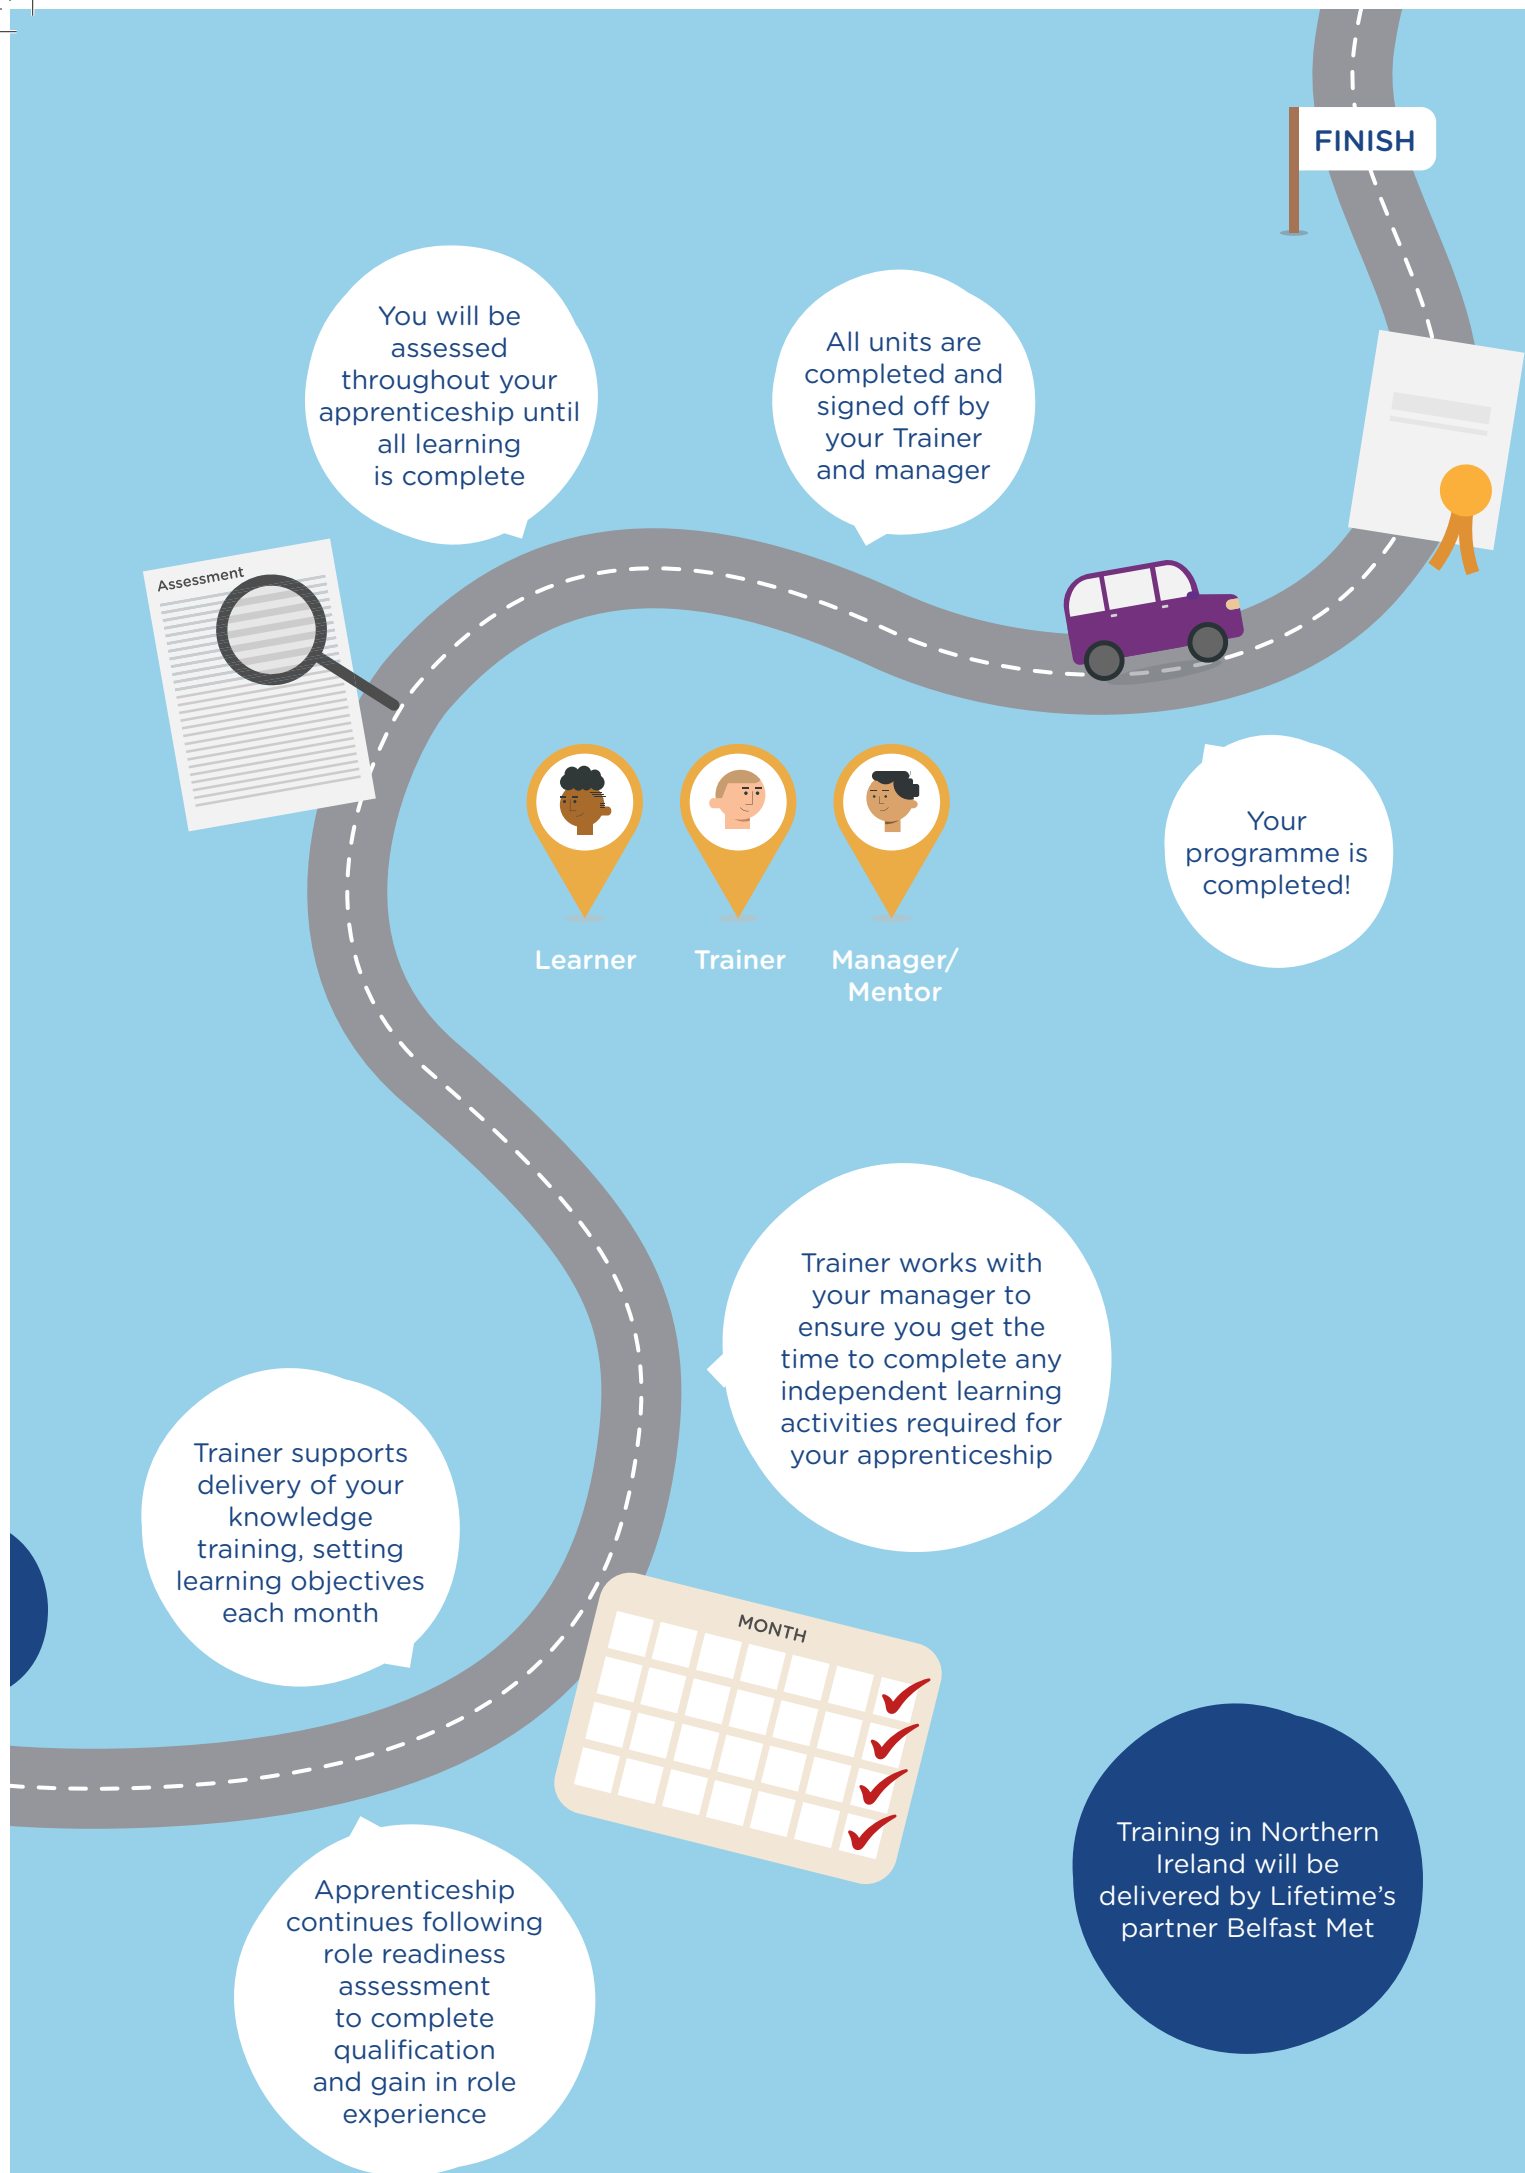 FINISH
You will be
assessed
throughout your
apprenticeship until
all learning
is complete
All units are
completed and
signed off by
your Trainer
and manager
Assessment
Learner
Trainer
Manager/
Mentor
Your
programme is
completed!
Trainer works with
your manager to
ensure you get the
time to complete any
independent learning
activities required for
your apprenticeship
Trainer supports
delivery of your
knowledge
training, setting
learning objectives
each month
MONTH
Apprenticeship
continues following
role readiness
assessment
to complete
qualification
and gain in role
experience
Training in Northern
Ireland will be
delivered by Lifetime’s
partner Belfast Met